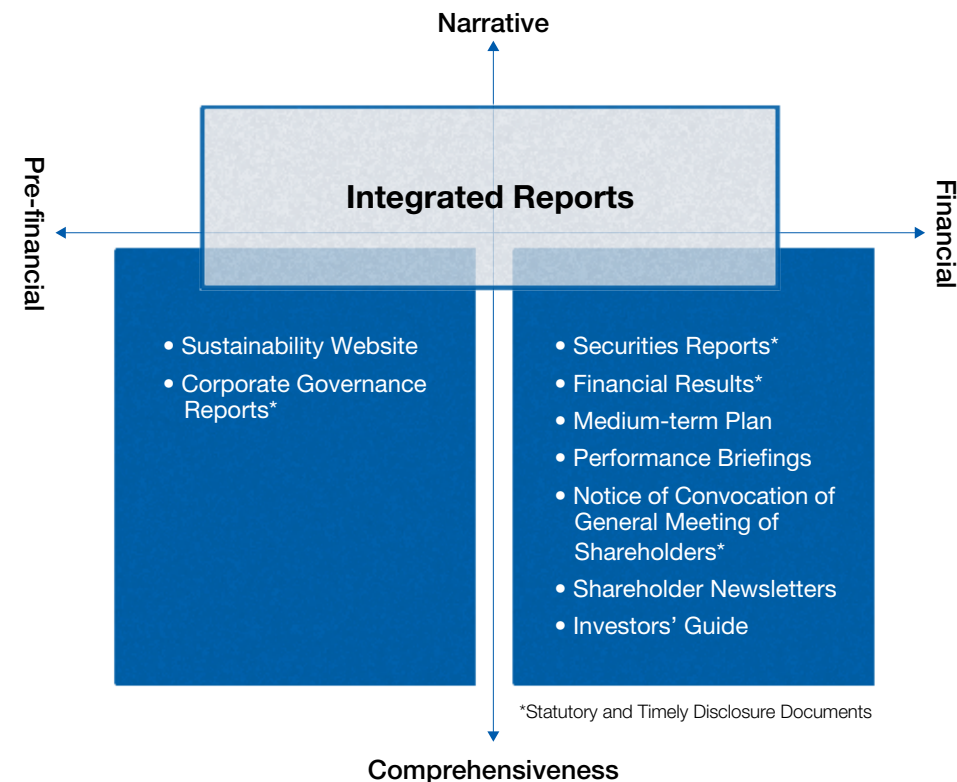 Narrative
Pre-financial
Financial
Integrated Reports
• Sustainability Website
• Corporate Governance
Reports*
• Securities Reports*
• Financial Results*
• Medium-term Plan
• Performance Briefings
• Notice of Convocation of
General Meeting of
Shareholders*
• Shareholder Newsletters
• Investors’ Guide
*Statutory and Timely Disclosure Documents
Comprehensiveness